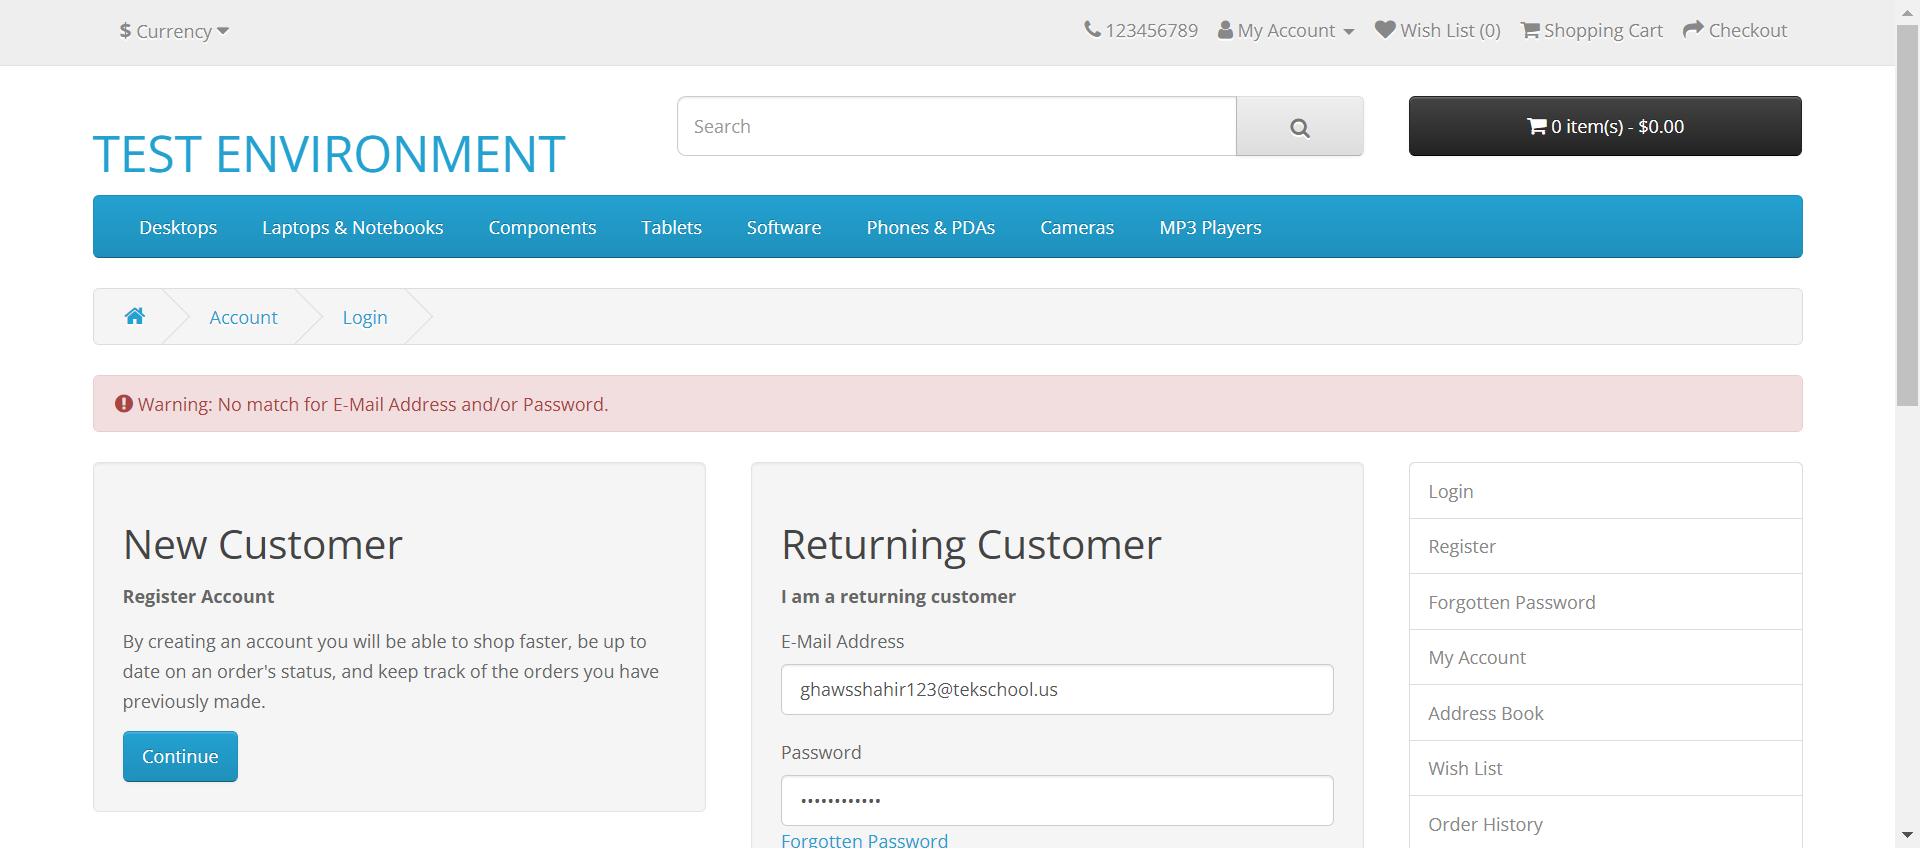 $ Currency
123456789 My Account Wish List (0) Shopping Cart Checkout
TEST ENVIRONMENT
Search
0 item(s) - $0.00
Desktops Laptops & Notebooks Components Tablets Software Phones & PDAs Cameras MP3 Players
Account Login
Warning: No match for E-Mail Address and/or Password.
New Customer
Register Account
By creating an account you will be able to shop faster, be up to
date on an order's status, and keep track of the orders you have
previously made.
Continue
Returning Customer
I am a returning customer
E-Mail Address
ghawsshahir123@tekschool.us
Password
••••••••••••
Forgotten Password
Login
Register
Forgotten Password
My Account
Address Book
Wish List
Order History